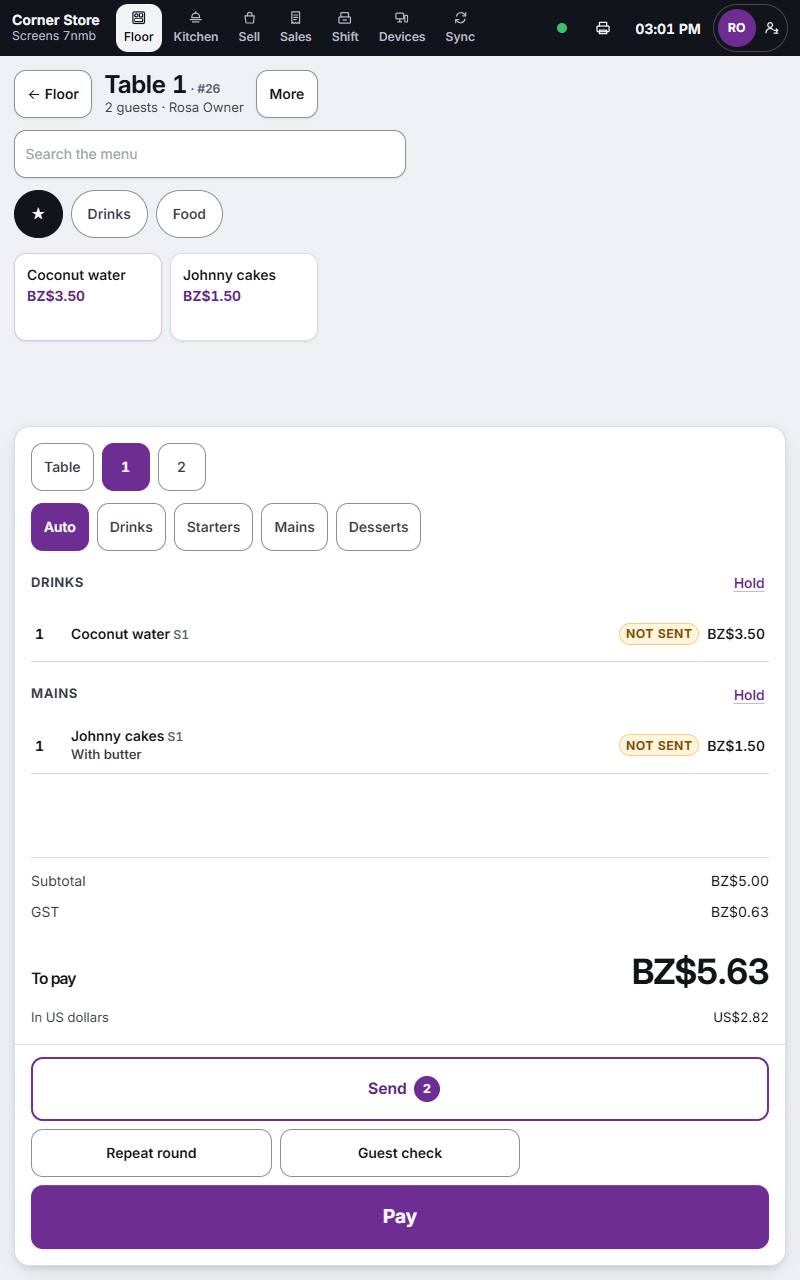 Corner Store
Screens 7nmb
Floor
Kitchen
Sell
Sales
Shift
Devices
Sync
03:01 PM
RO
← Floor
Table 1 · #26
2 guests · Rosa Owner
More
Search the menu
★
Drinks
Food
Coconut water
BZ$3.50
Johnny cakes
BZ$1.50
Table
1
2
Auto
Drinks
Starters
Mains
Desserts
DRINKS
Hold
1 Coconut water S1 NOT SENT BZ$3.50
MAINS
Hold
1 Johnny cakes S1 NOT SENT BZ$1.50
With butter
Subtotal BZ$5.00
GST BZ$0.63
To pay BZ$5.63
In US dollars US$2.82
Send 2
Repeat round
Guest check
Pay